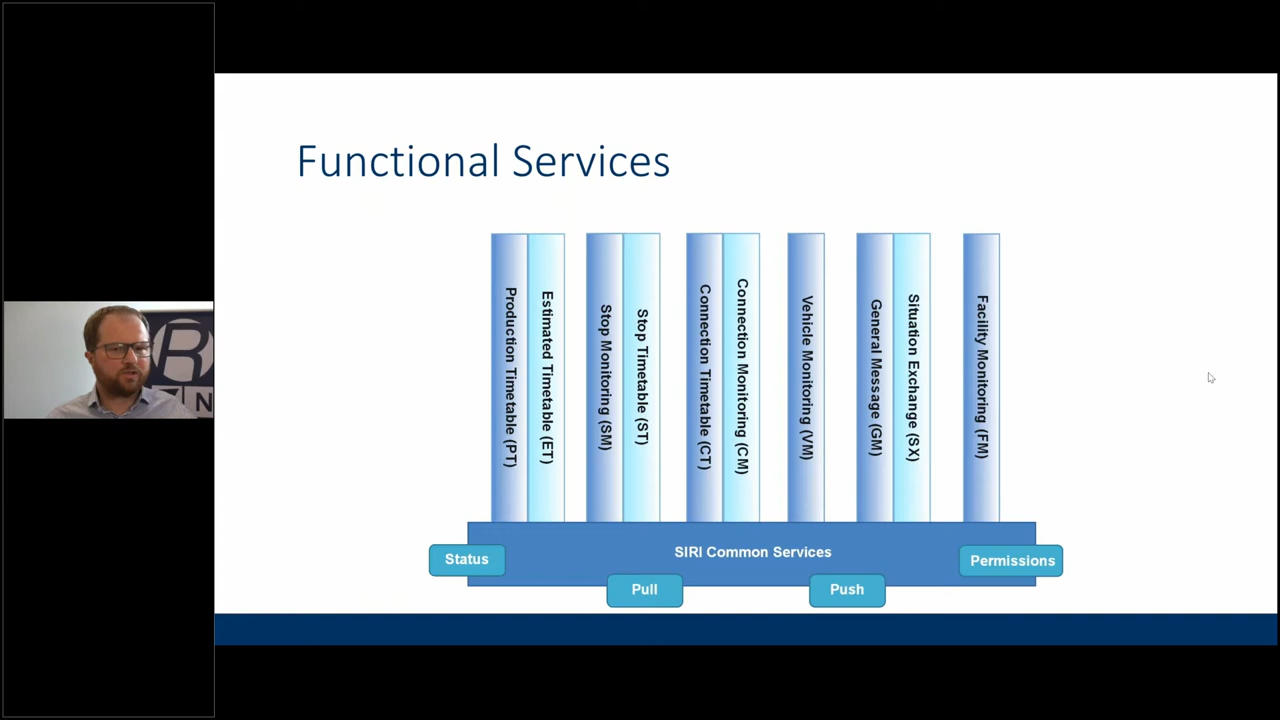 Functional Services
Production Timetable (PT)
Estimated Timetable (ET)
Stop Monitoring (SM)
Stop Timetable (ST)
Connection Timetable (CT)
Connection Monitoring (CM)
Vehicle Monitoring (VM)
General Message (GM)
Situation Exchange (SX)
Facility Monitoring (FM)
SIRI Common Services
Status
Permissions
Pull
Push
R
N